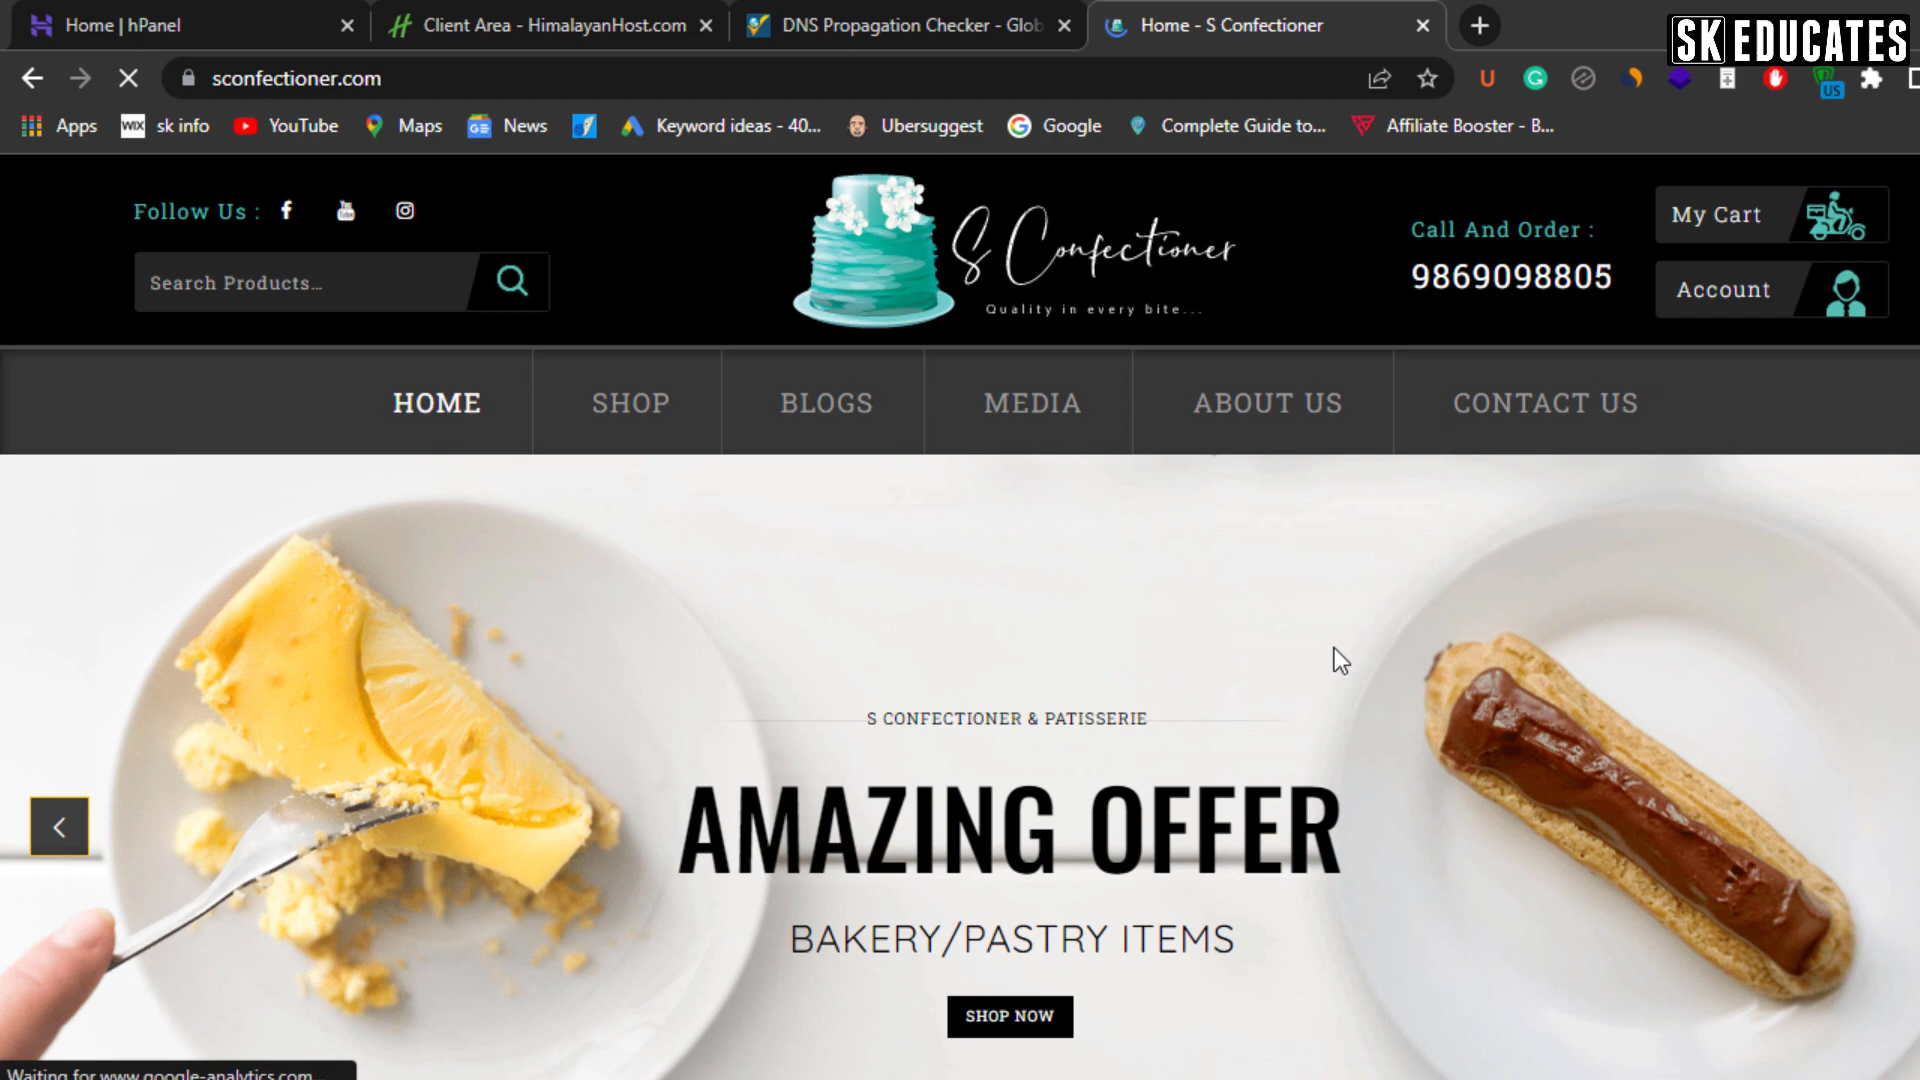 Home | hPanel
Client Area - HimalayanHost.com
DNS Propagation Checker - Glob
Home - S Confectioner
SK EDUCATES
sconfectioner.com
U
US
Apps
WIX sk info
YouTube
Maps
News
Keyword ideas - 40...
Ubersuggest
Google
Complete Guide to...
Affiliate Booster - B...
Follow Us :
Search Products...
S Confectioner
Quality in every bite...
Call And Order :
9869098805
My Cart
Account
HOME
SHOP
BLOGS
MEDIA
ABOUT US
CONTACT US
S CONFECTIONER & PATISSERIE
AMAZING OFFER
BAKERY/PASTRY ITEMS
SHOP NOW
Waiting for www.google-analytics.com...